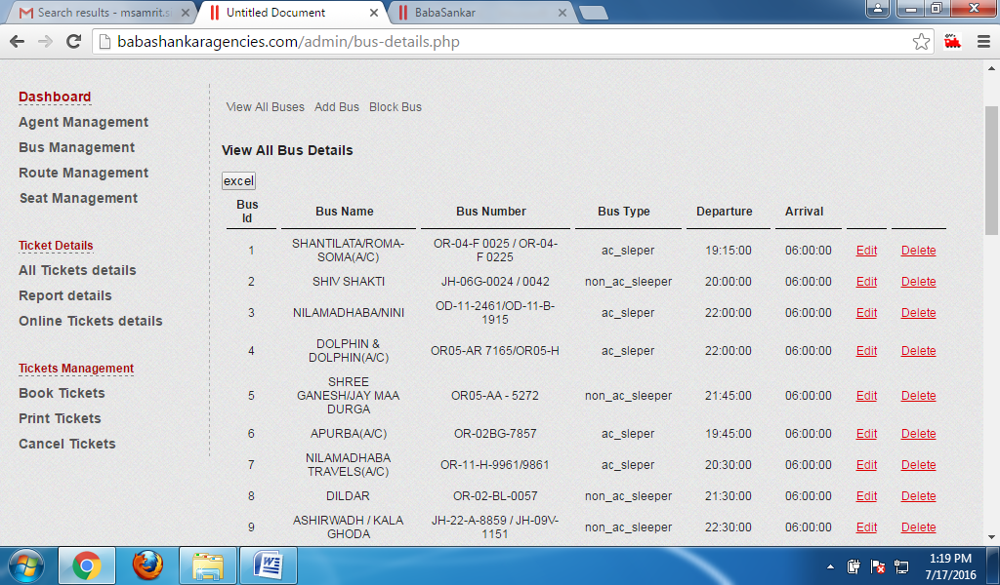 Search results - msamrit.s
Untitled Document
BabaSankar
babashankaragencies.com/admin/bus-details.php
Dashboard
Agent Management
Bus Management
Route Management
Seat Management
Ticket Details
All Tickets details
Report details
Online Tickets details
Tickets Management
Book Tickets
Print Tickets
Cancel Tickets
View All Buses Add Bus Block Bus
View All Bus Details
excel
Bus Id Bus Name Bus Number Bus Type Departure Arrival
1 SHANTILATA/ROMA-SOMA(A/C) OR-04-F 0025 / OR-04-F 0225 ac_sleper 19:15:00 06:00:00 Edit Delete
2 SHIV SHAKTI JH-06G-0024 / 0042 non_ac_sleeper 20:00:00 06:00:00 Edit Delete
3 NILAMADHABA/NINI OD-11-2461/OD-11-B-1915 ac_sleper 22:00:00 06:00:00 Edit Delete
4 DOLPHIN & DOLPHIN(A/C) OR05-AR 7165/OR05-H ac_sleper 22:00:00 06:00:00 Edit Delete
5 SHREE GANESH/JAY MAA DURGA OR05-AA - 5272 non_ac_sleeper 21:45:00 06:00:00 Edit Delete
6 APURBA(A/C) OR-02BG-7857 ac_sleper 19:45:00 06:00:00 Edit Delete
7 NILAMADHABA TRAVELS(A/C) OR-11-H-9961/9861 ac_sleper 20:30:00 06:00:00 Edit Delete
8 DILDAR OR-02-BL-0057 non_ac_sleeper 21:30:00 06:00:00 Edit Delete
9 ASHIRWADH / KALA GHODA JH-22-A-8859 / JH-09V-1151 non_ac_sleeper 22:30:00 06:00:00 Edit Delete
1:19 PM
7/17/2016